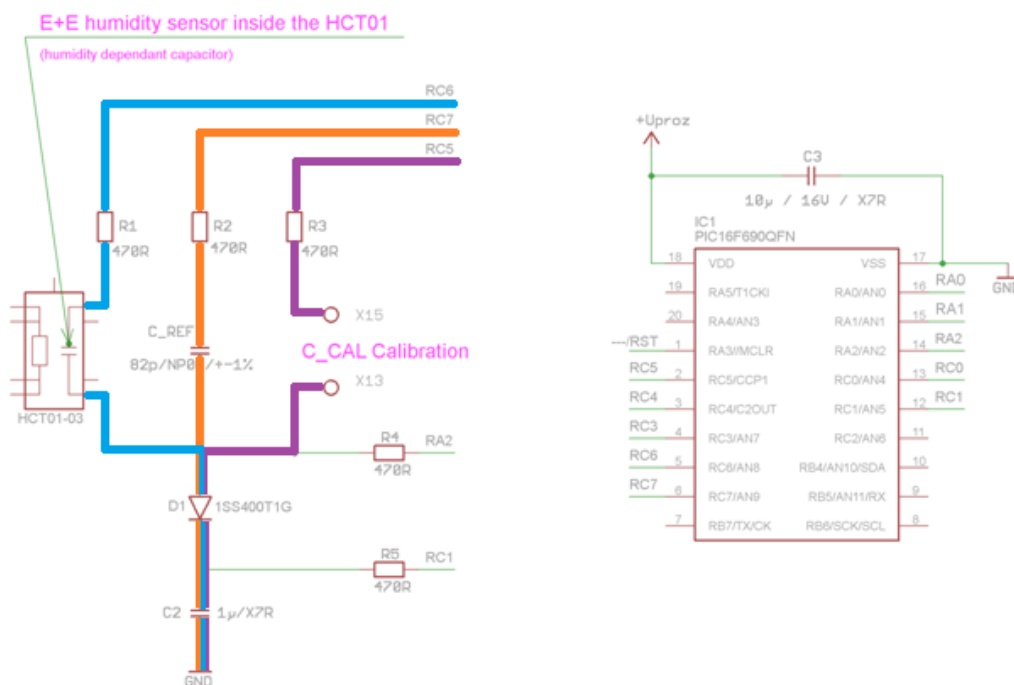 E+E humidity sensor inside the HCT01
(humidity dependant capacitor)
RC6
RC7
RC5
R1
470R
R2
470R
R3
470R
C_REF
82p/NP0 /+-1%
X15
C_CAL Calibration
X13
HCT01-03
R4
RA2
470R
D1
1SS400T1G
R5
RC1
470R
C2
1µ/X7R
GND
+Uproz
C3
10µ / 16V / X7R
IC1
PIC16F690QFN
18 VDD VSS 17
GND
19 RA5/T1CKI RA0/AN0 16 RA0
20 RA4/AN3 RA1/AN1 15 RA1
---/RST 1 RA3//MCLR RA2/AN2 14 RA2
RC5 2 RC5/CCP1 RC0/AN4 13 RC0
RC4 3 RC4/C2OUT RC1/AN5 12 RC1
RC3 4 RC3/AN7 RC2/AN6 11
RC6 5 RC6/AN8 RB4/AN10/SDA 10
RC7 6 RC7/AN9 RB5/AN11/RX 9
7 RB7/TX/CK RB6/SCK/SCL 8